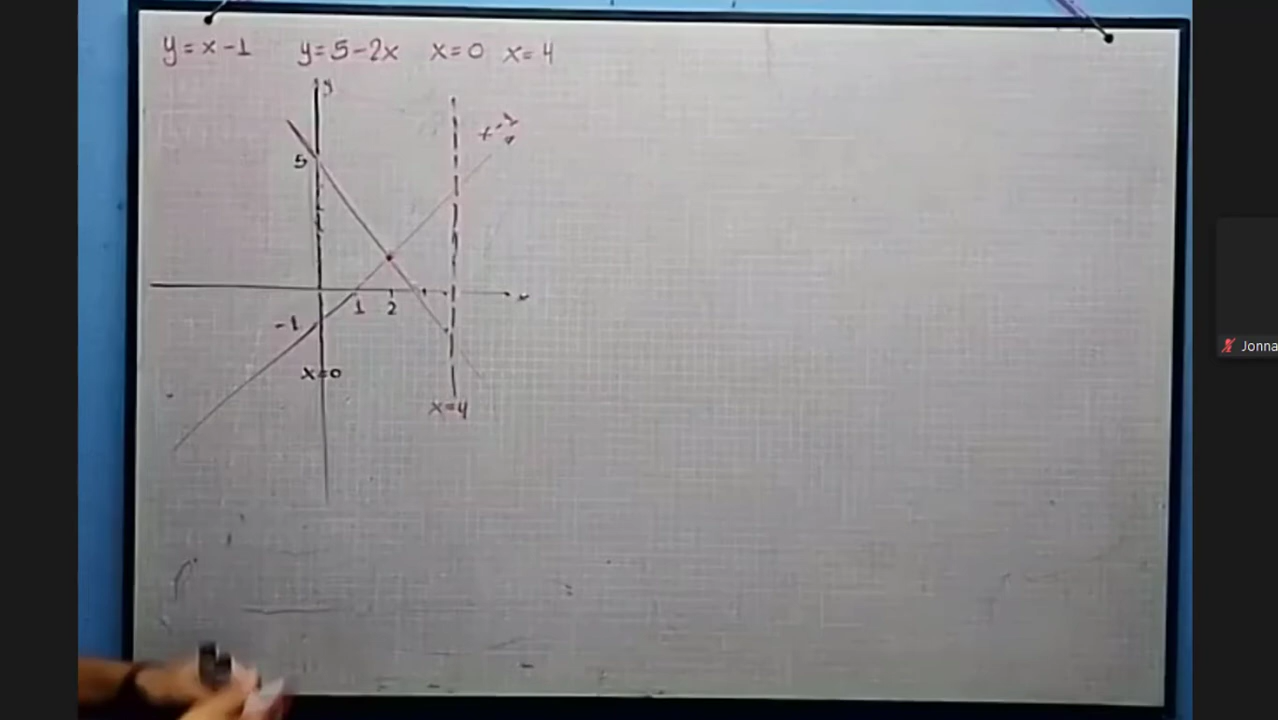 y = x - 1 y = 5 - 2x x = 0 x = 4
y
5
1 2 x
-1
x=0
x=4
Jonna